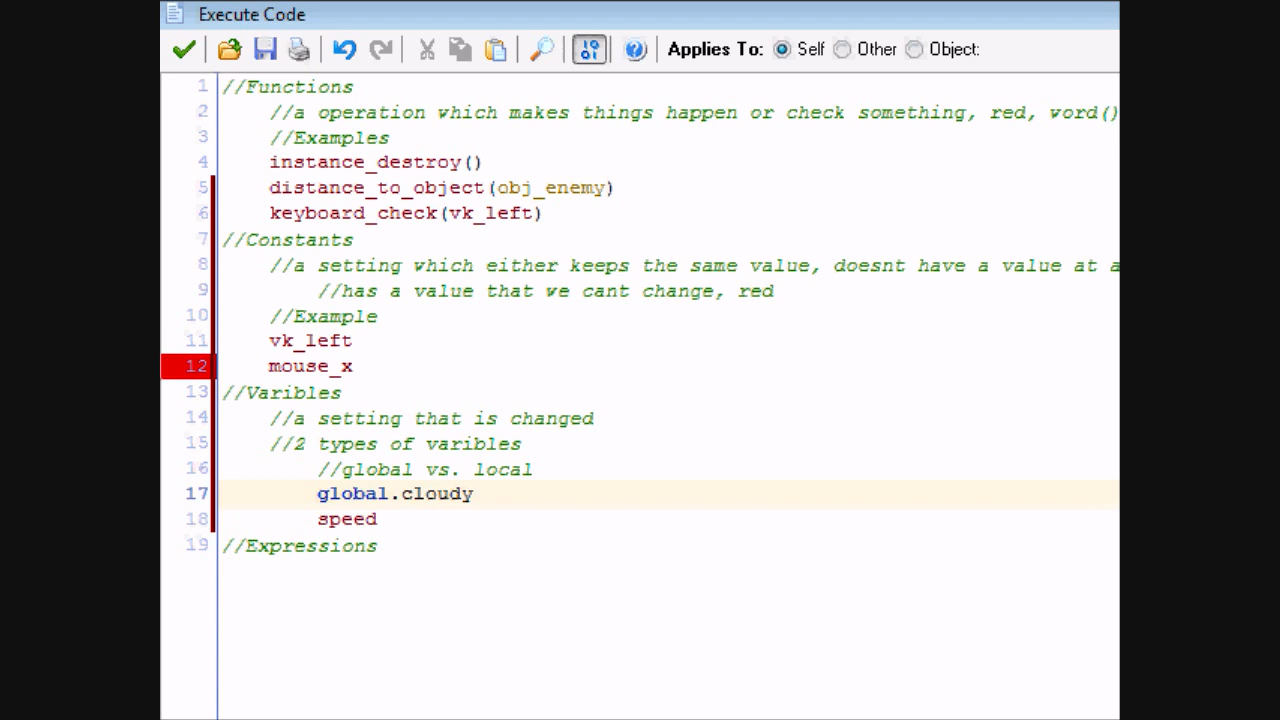 Execute Code
Applies To: Self Other Object:
1 //Functions
2 //a operation which makes things happen or check something, red, word()
3 //Examples
4 instance_destroy()
5 distance_to_object(obj_enemy)
6 keyboard_check(vk_left)
7 //Constants
8 //a setting which either keeps the same value, doesnt have a value at a
9 //has a value that we cant change, red
10 //Example
11 vk_left
12 mouse_x
13 //Varibles
14 //a setting that is changed
15 //2 types of varibles
16 //global vs. local
17 global.cloudy
18 speed
19 //Expressions